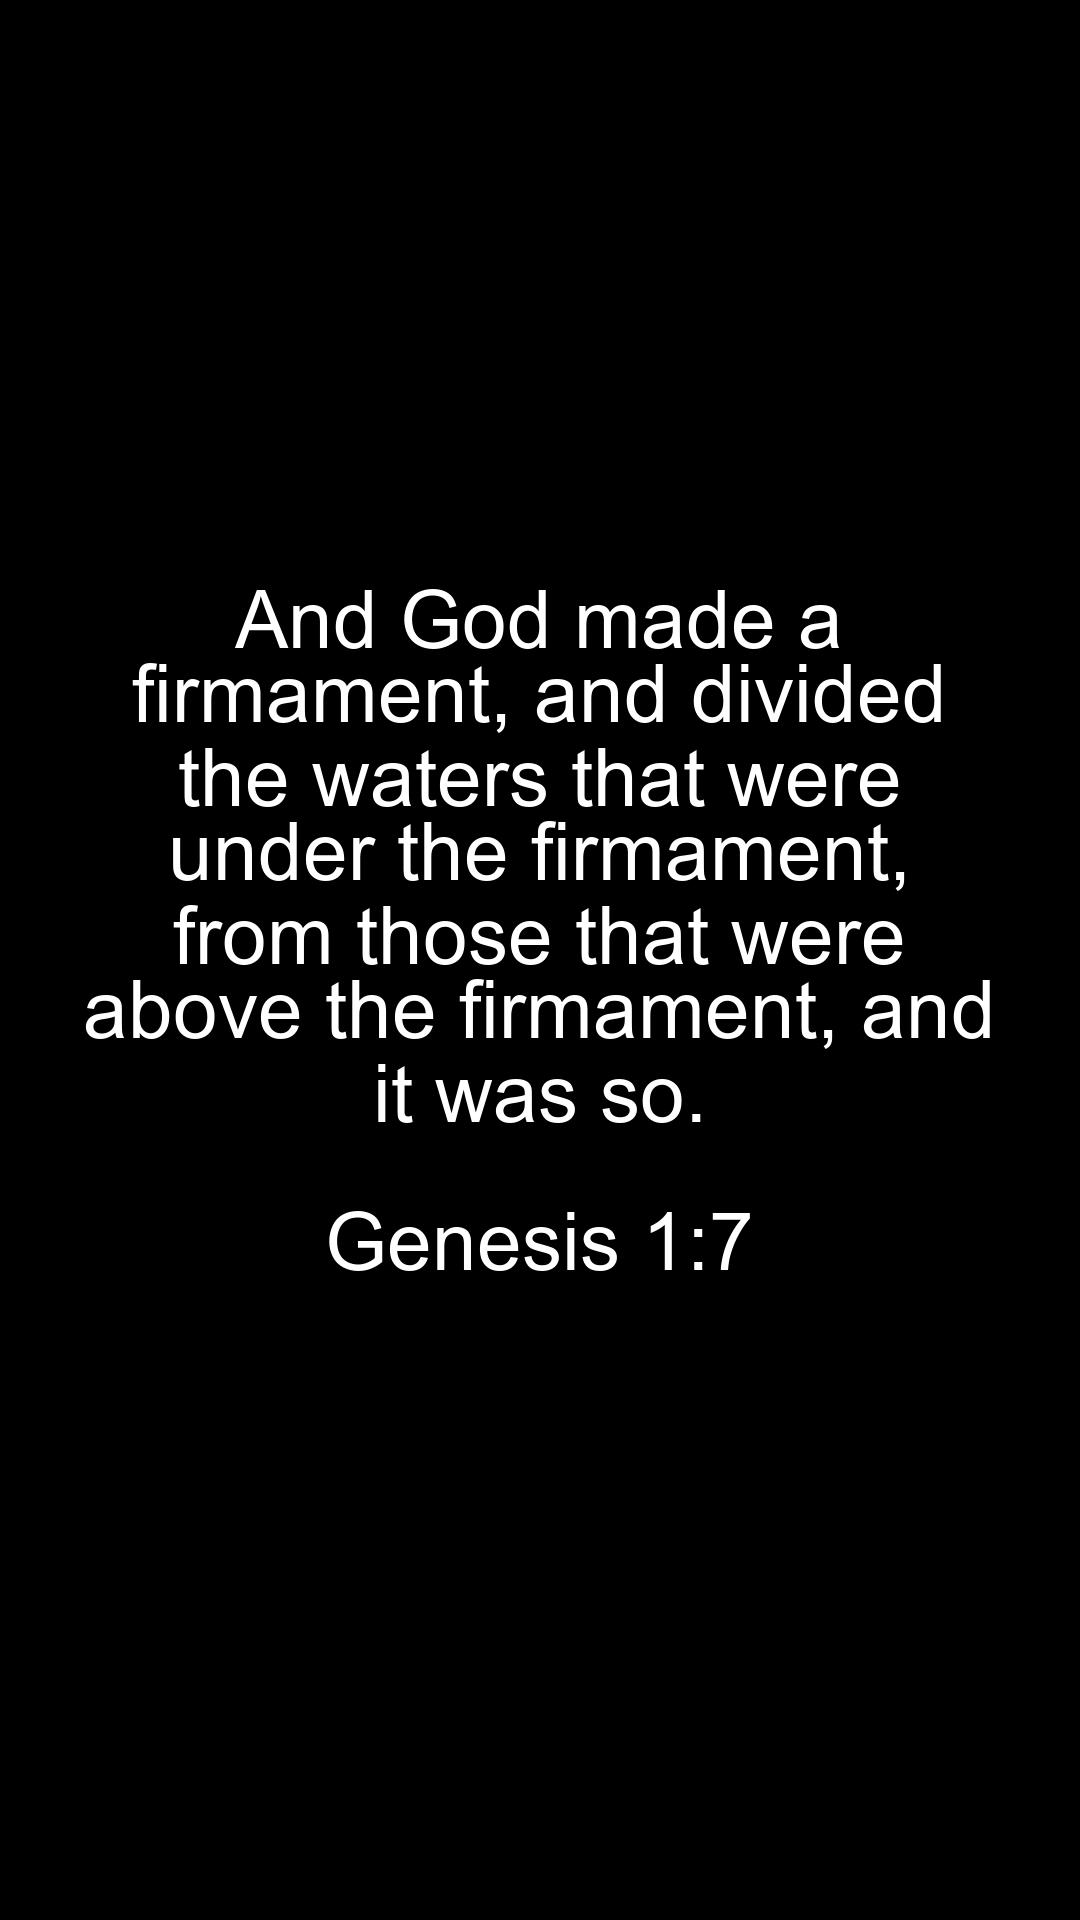 And God made a
firmament, and divided
the waters that were
under the firmament,
from those that were
above the firmament, and
it was so.
Genesis 1:7